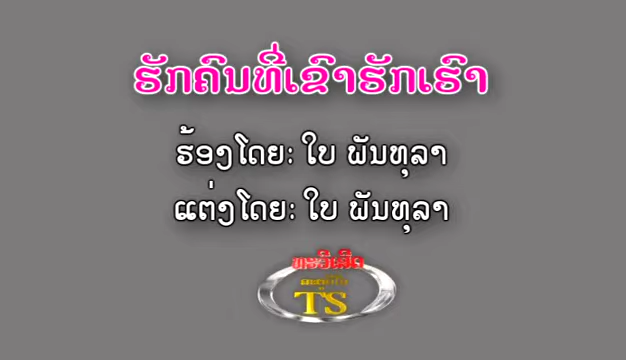 ຮັກຄົນທີ່ເຂົາຮັກເຮົາ
ຮ້ອງໂດຍ: ໃບ ພັນທຸລາ
ແຕ່ງໂດຍ: ໃບ ພັນທຸລາ
TS